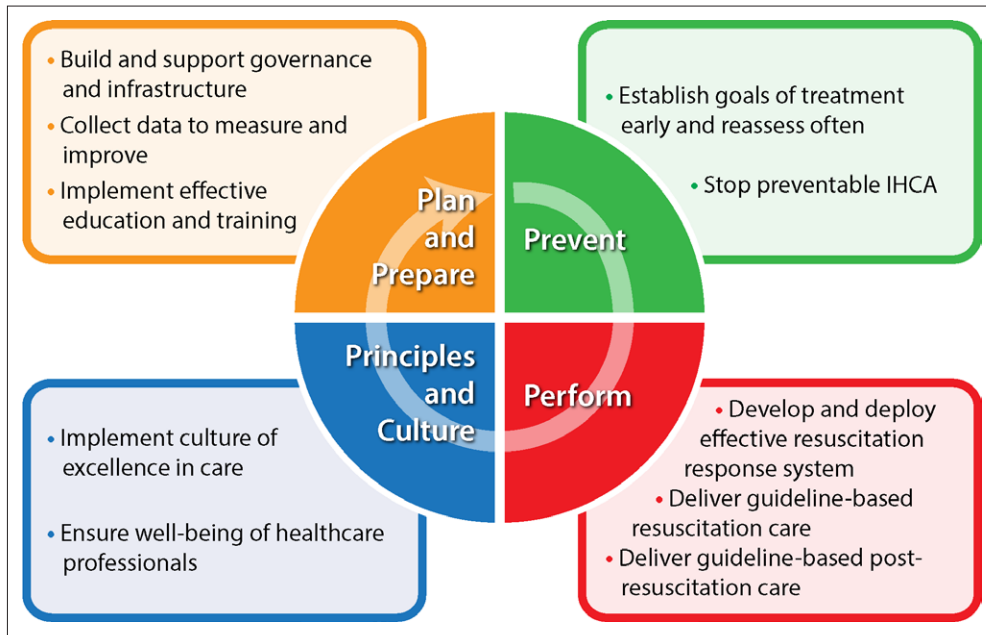 • Build and support governance
and infrastructure
• Collect data to measure and
improve
• Implement effective
education and training
• Establish goals of treatment
early and reassess often
• Stop preventable IHCA
Plan
and
Prepare
Prevent
Principles
and
Culture
Perform
• Implement culture of
excellence in care
• Ensure well-being of healthcare
professionals
• Develop and deploy
effective resuscitation
response system
• Deliver guideline-based
resuscitation care
• Deliver guideline-based post-
resuscitation care